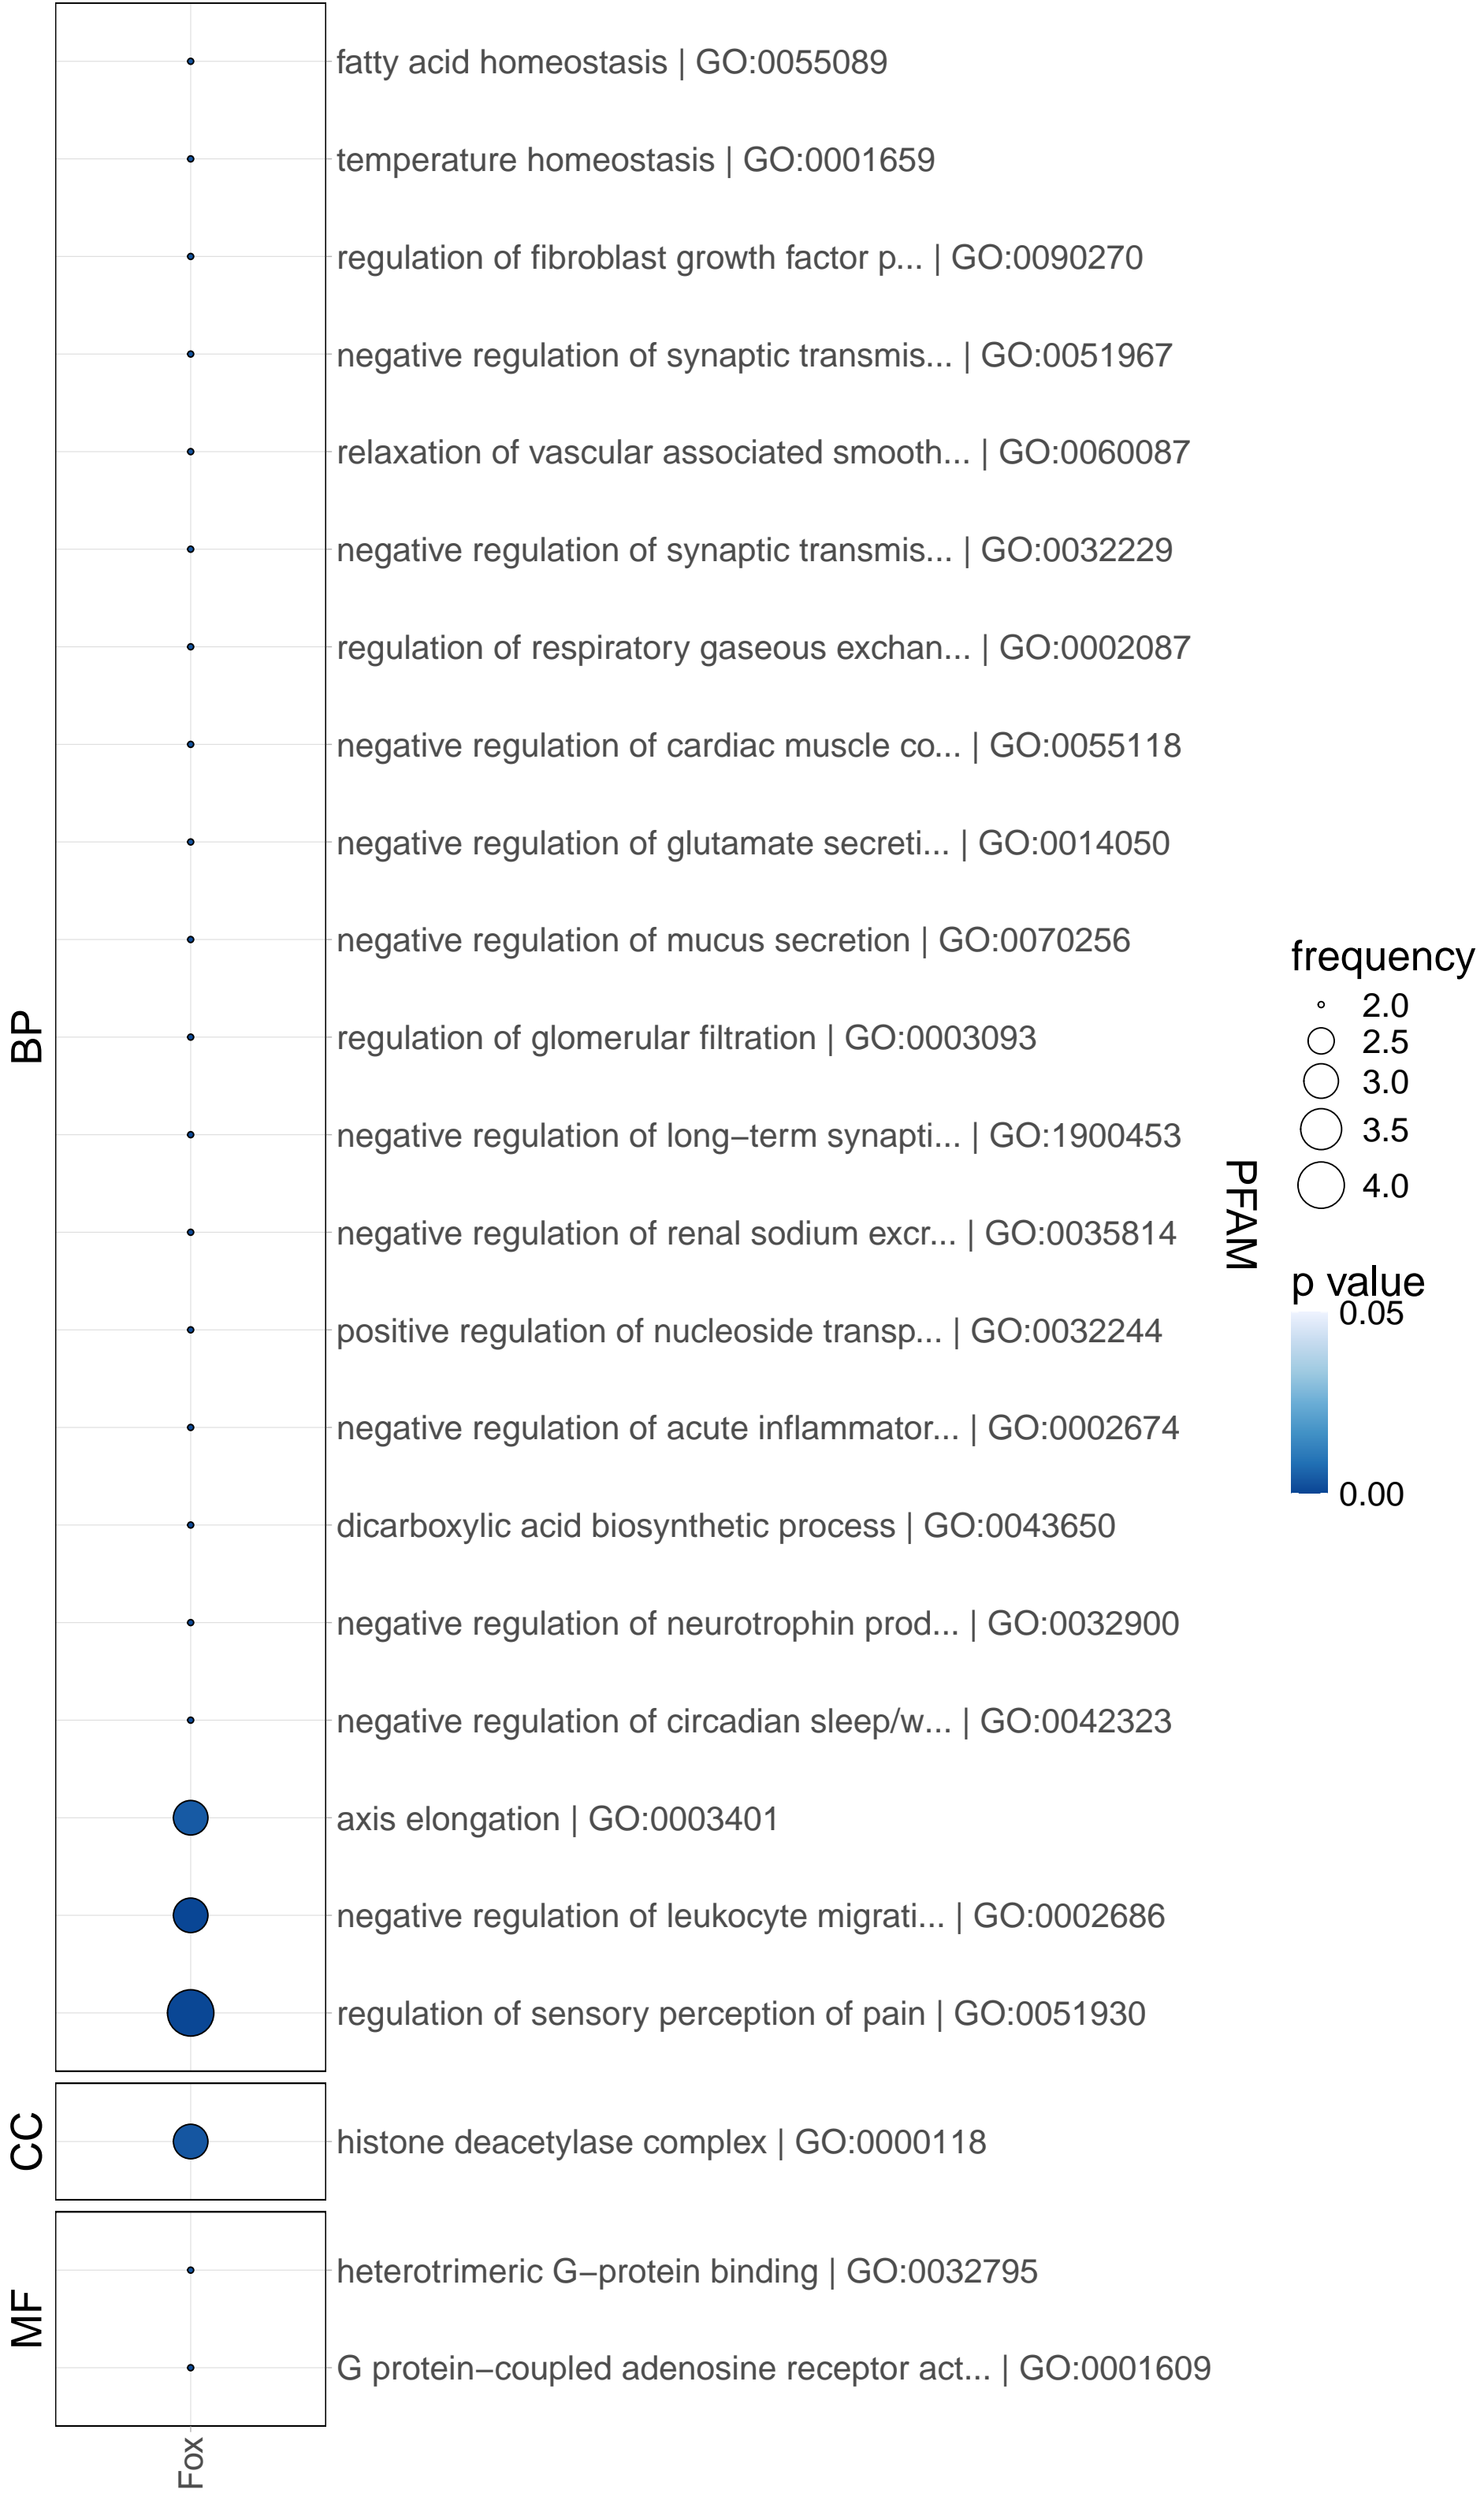 BP
fatty acid homeostasis | GO:0055089
temperature homeostasis | GO:0001659
regulation of fibroblast growth factor p... | GO:0090270
negative regulation of synaptic transmis... | GO:0051967
relaxation of vascular associated smooth... | GO:0060087
negative regulation of synaptic transmis... | GO:0032229
regulation of respiratory gaseous exchan... | GO:0002087
negative regulation of cardiac muscle co... | GO:0055118
negative regulation of glutamate secreti... | GO:0014050
negative regulation of mucus secretion | GO:0070256
regulation of glomerular filtration | GO:0003093
negative regulation of long−term synapti... | GO:1900453
negative regulation of renal sodium excr... | GO:0035814
positive regulation of nucleoside transp... | GO:0032244
negative regulation of acute inflammator... | GO:0002674
dicarboxylic acid biosynthetic process | GO:0043650
negative regulation of neurotrophin prod... | GO:0032900
negative regulation of circadian sleep/w... | GO:0042323
axis elongation | GO:0003401
negative regulation of leukocyte migrati... | GO:0002686
regulation of sensory perception of pain | GO:0051930
CC
histone deacetylase complex | GO:0000118
MF
heterotrimeric G−protein binding | GO:0032795
G protein−coupled adenosine receptor act... | GO:0001609
Fox
PFAM
frequency
2.0
2.5
3.0
3.5
4.0
p value
0.05
0.00